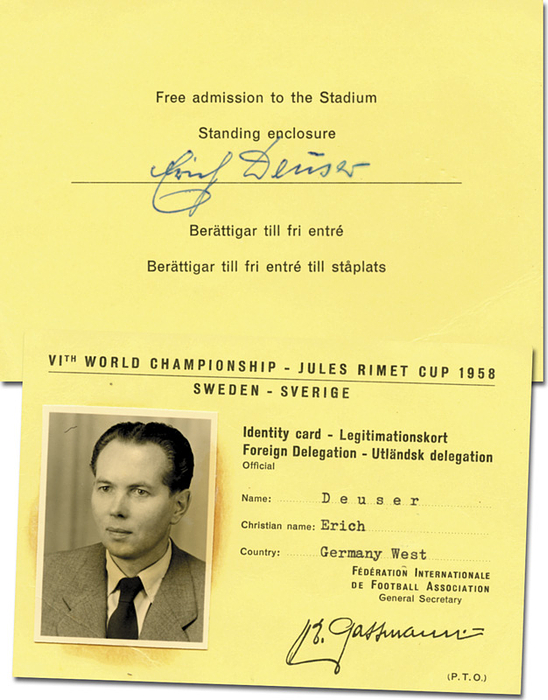 Free admission to the Stadium
Standing enclosure
Erich Deuser
Berättigar till fri entré
Berättigar till fri entré till ståplats
VITH WORLD CHAMPIONSHIP - JULES RIMET CUP 1958
SWEDEN - SVERIGE
Identity card - Legitimationskort
Foreign Delegation - Utländsk delegation
Official
Name: Deuser
Christian name: Erich
Country: Germany West
FÉDÉRATION INTERNATIONALE
DE FOOTBALL ASSOCIATION
General Secretary
K. Gassmann
(P.T.O.)